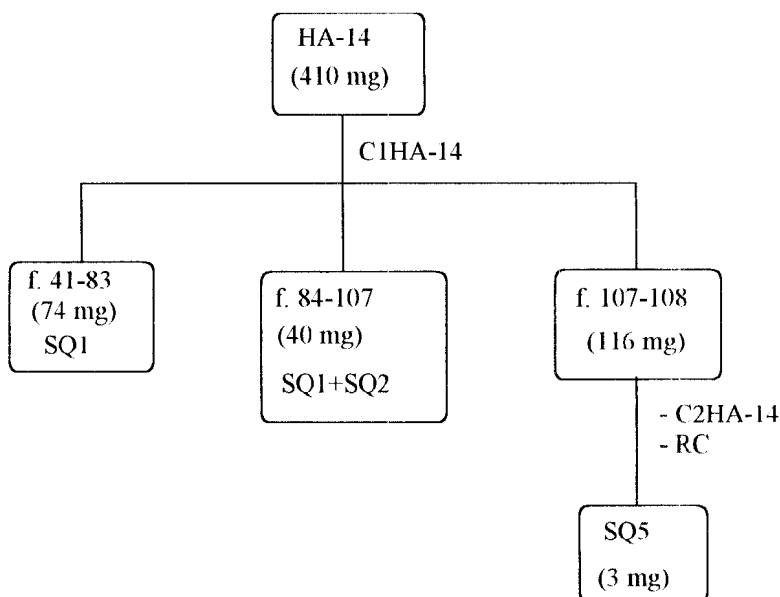 HA-14
(410 mg)
C1HA-14
f. 41-83
(74 mg)
SQ1
f. 84-107
(40 mg)
SQ1+SQ2
f. 107-108
(116 mg)
- C2HA-14
- RC
SQ5
(3 mg)